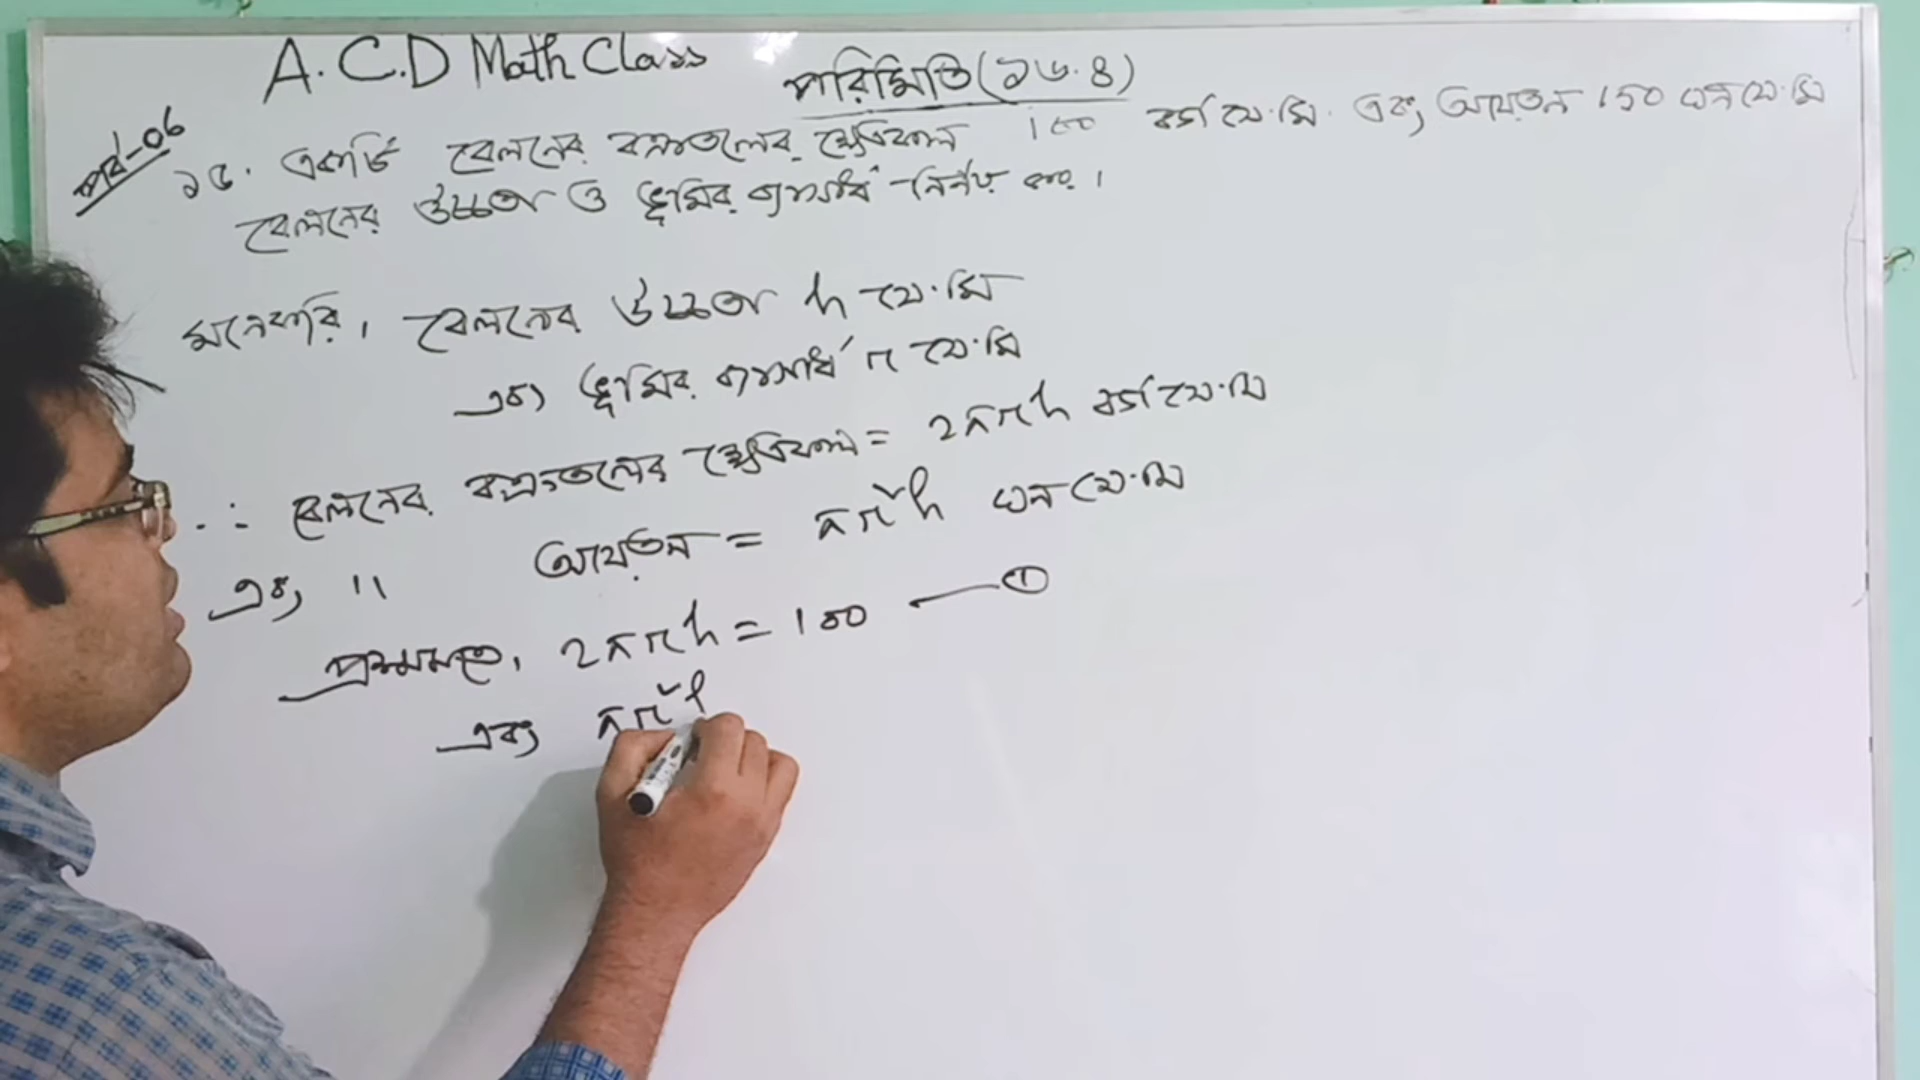 A.C.D Math Class
পরিমিতি (১৬.৪)
পর্ব-06
১৫. একটি বেলনের বক্রতলের ক্ষেত্রফল 100 বর্গ সে.মি. এবং আয়তন 150 ঘন সে.মি
বেলনের উচ্চতা ও ভূমির ব্যাসার্ধ নির্ণয় কর।
মনেকরি, বেলনের উচ্চতা h সে.মি
এবং ভূমির ব্যাসার্ধ r সে.মি
∴ বেলনের বক্রতলের ক্ষেত্রফল = 2πrh বর্গ সে.মি
এবং " আয়তন = πr²h ঘন সে.মি
প্রশ্নমতে, 2πrh = 100 —①
এবং πr²h